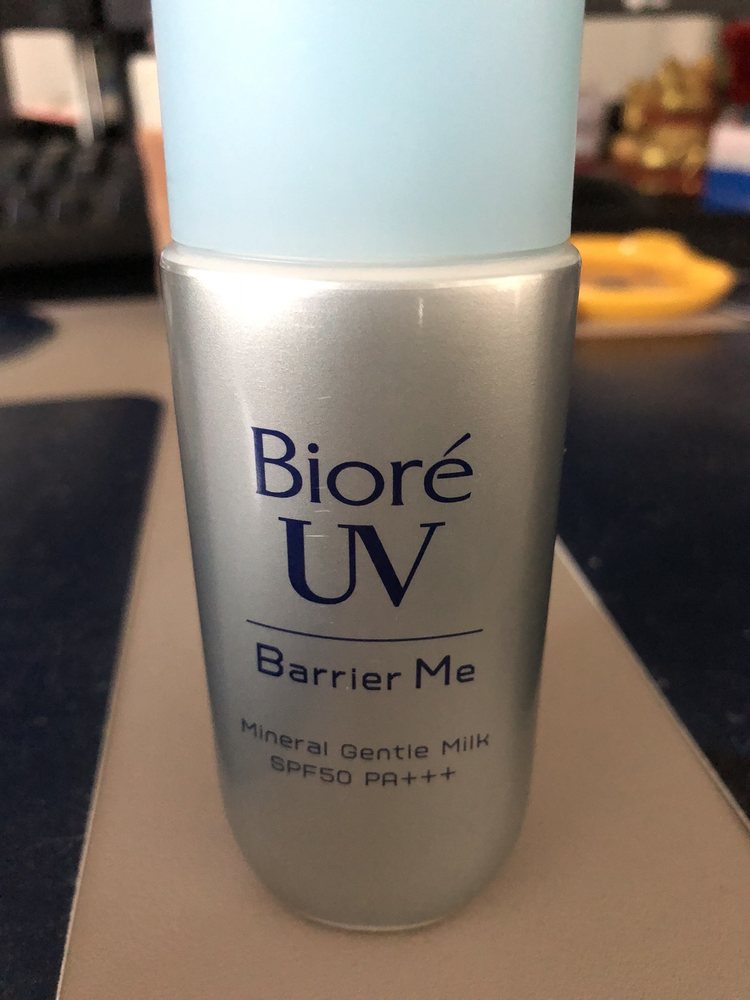 Bioré
UV
Barrier Me
Mineral Gentle Milk
SPF50 PA+++